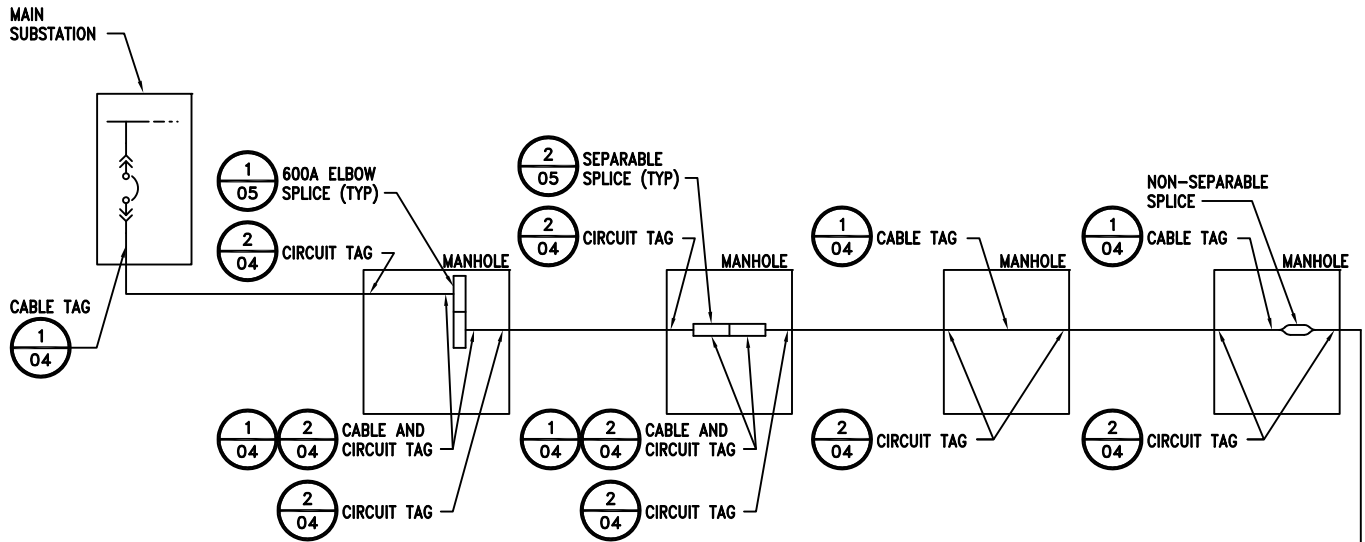 MAIN
SUBSTATION
1
05
600A ELBOW
SPLICE (TYP)
2
05
SEPARABLE
SPLICE (TYP)
NON-SEPARABLE
SPLICE
2
04
CIRCUIT TAG
2
04
CIRCUIT TAG
1
04
CABLE TAG
1
04
CABLE TAG
MANHOLE
MANHOLE
MANHOLE
MANHOLE
CABLE TAG
1
04
1
04
2
04
CABLE AND
CIRCUIT TAG
1
04
2
04
CABLE AND
CIRCUIT TAG
2
04
CIRCUIT TAG
2
04
CIRCUIT TAG
2
04
CIRCUIT TAG
2
04
CIRCUIT TAG